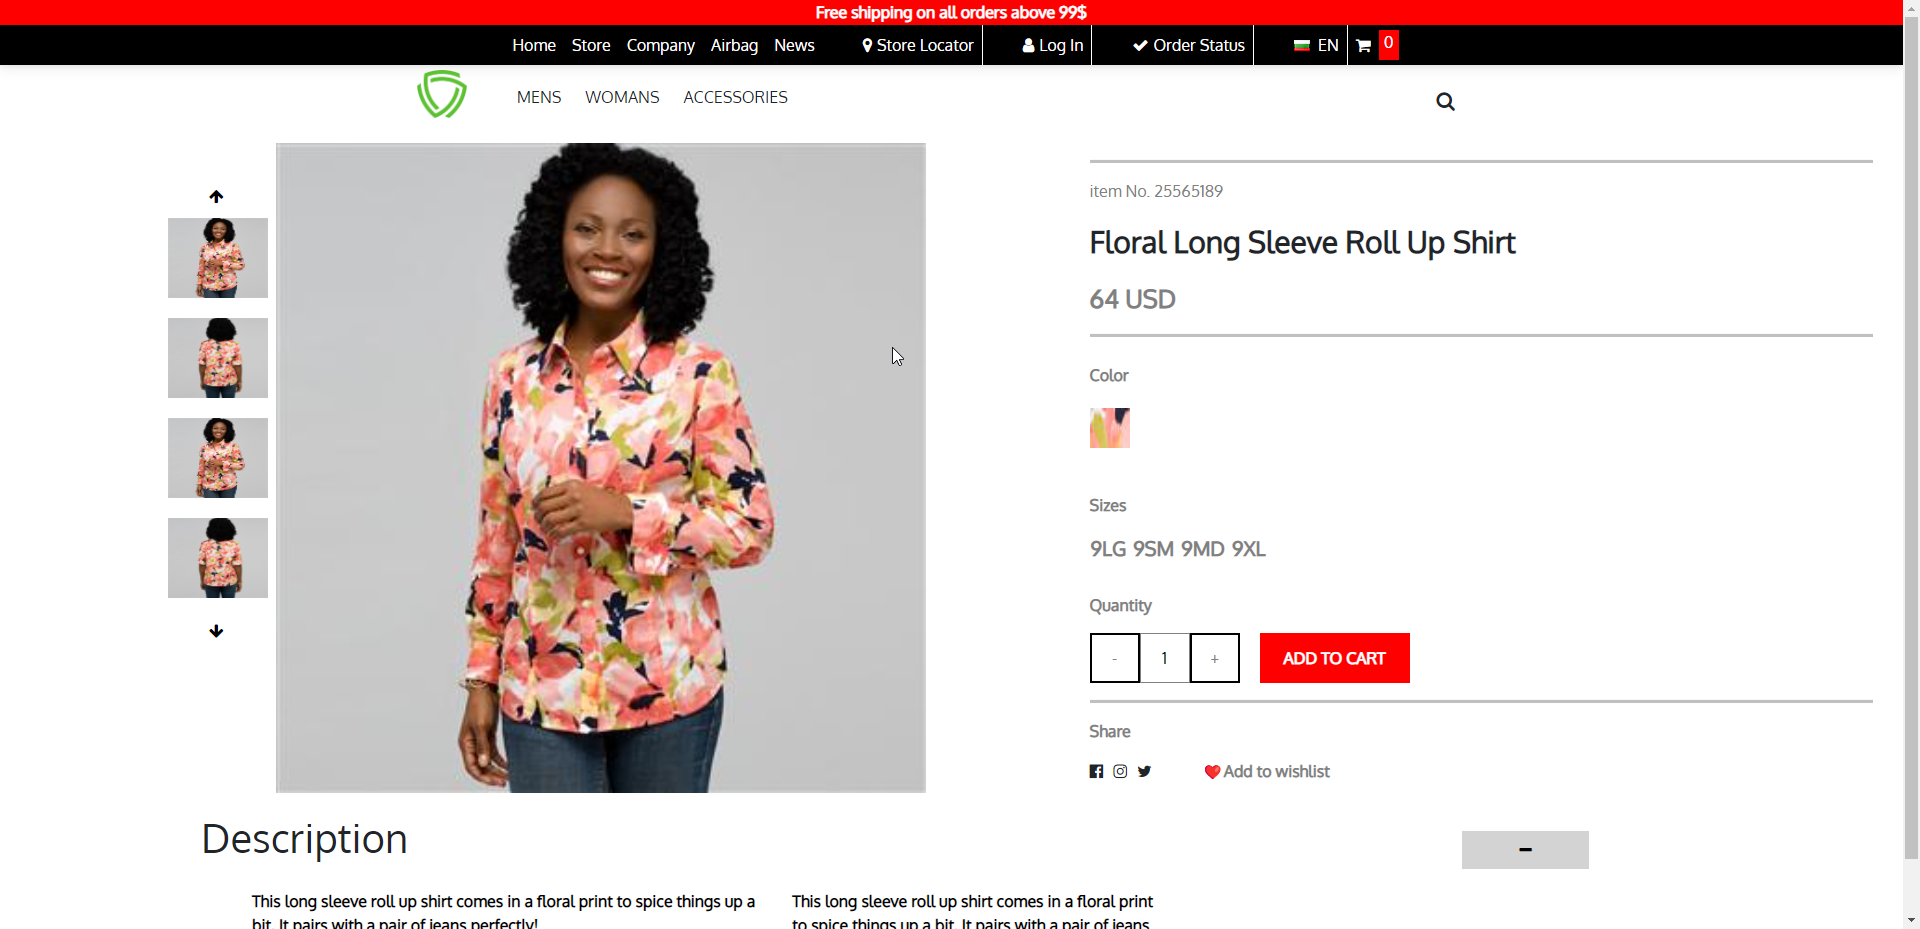 Free shipping on all orders above 99$
Home Store Company Airbag News Store Locator Log In Order Status EN 0
MENS WOMANS ACCESSORIES
item No. 25565189
Floral Long Sleeve Roll Up Shirt
64 USD
Color
Sizes
9LG 9SM 9MD 9XL
Quantity
- 1 + ADD TO CART
Share
Add to wishlist
Description
This long sleeve roll up shirt comes in a floral print to spice things up a
bit. It pairs with a pair of jeans perfectly!
This long sleeve roll up shirt comes in a floral print
to spice things up a bit. It pairs with a pair of jeans